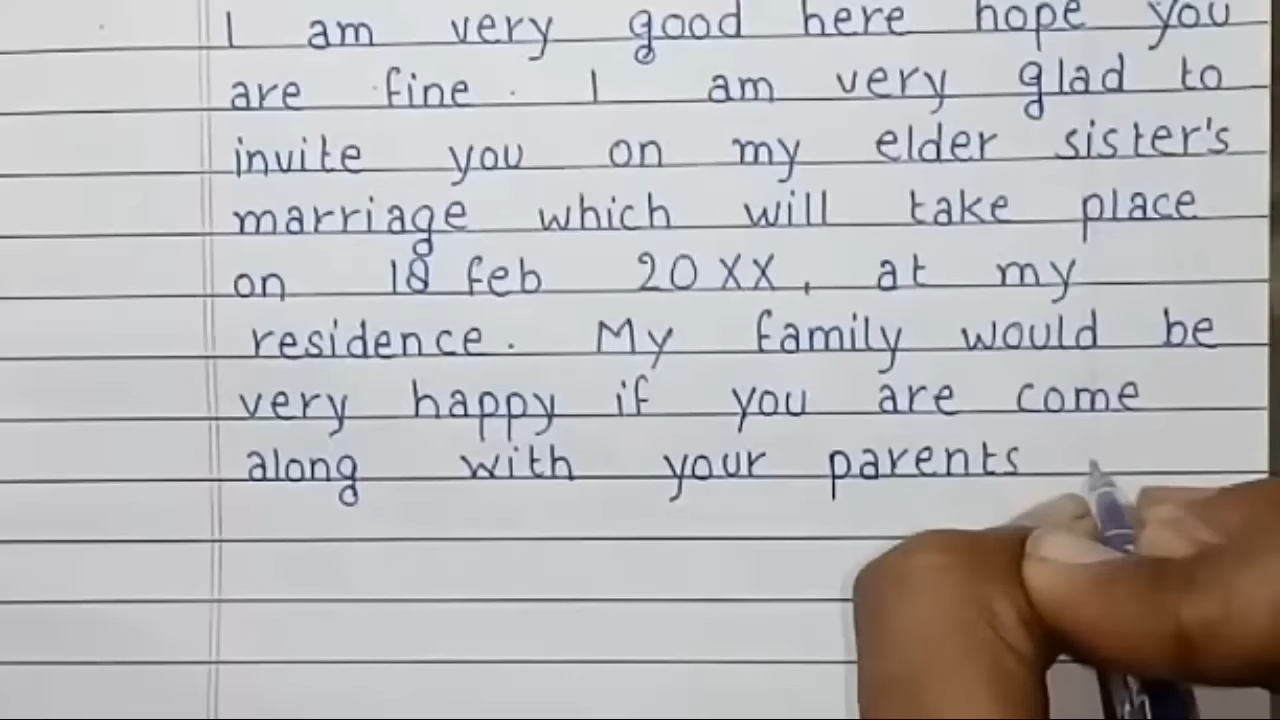 I am very good here hope you
are fine. I am very glad to
invite you on my elder sister's
marriage which will take place
on 18 feb 20XX, at my
residence. My family would be
very happy if you are come
along with your parents